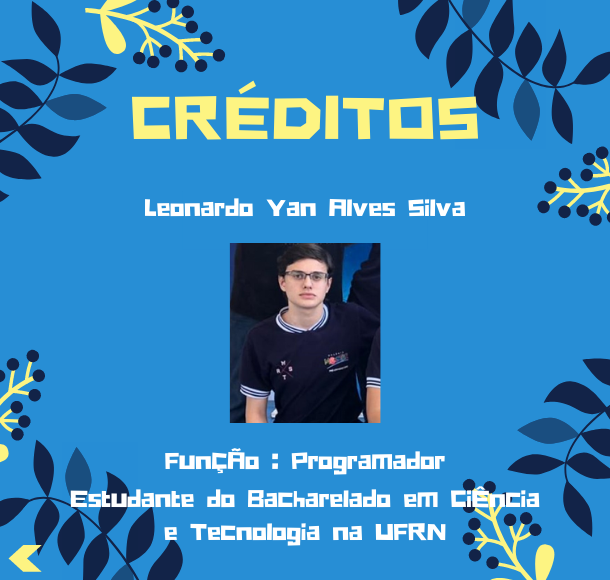 CRÉDITOS
Leonardo Yan Alves Silva
Função : Programador
Estudante do Bacharelado em Ciência
e Tecnologia na UFRN